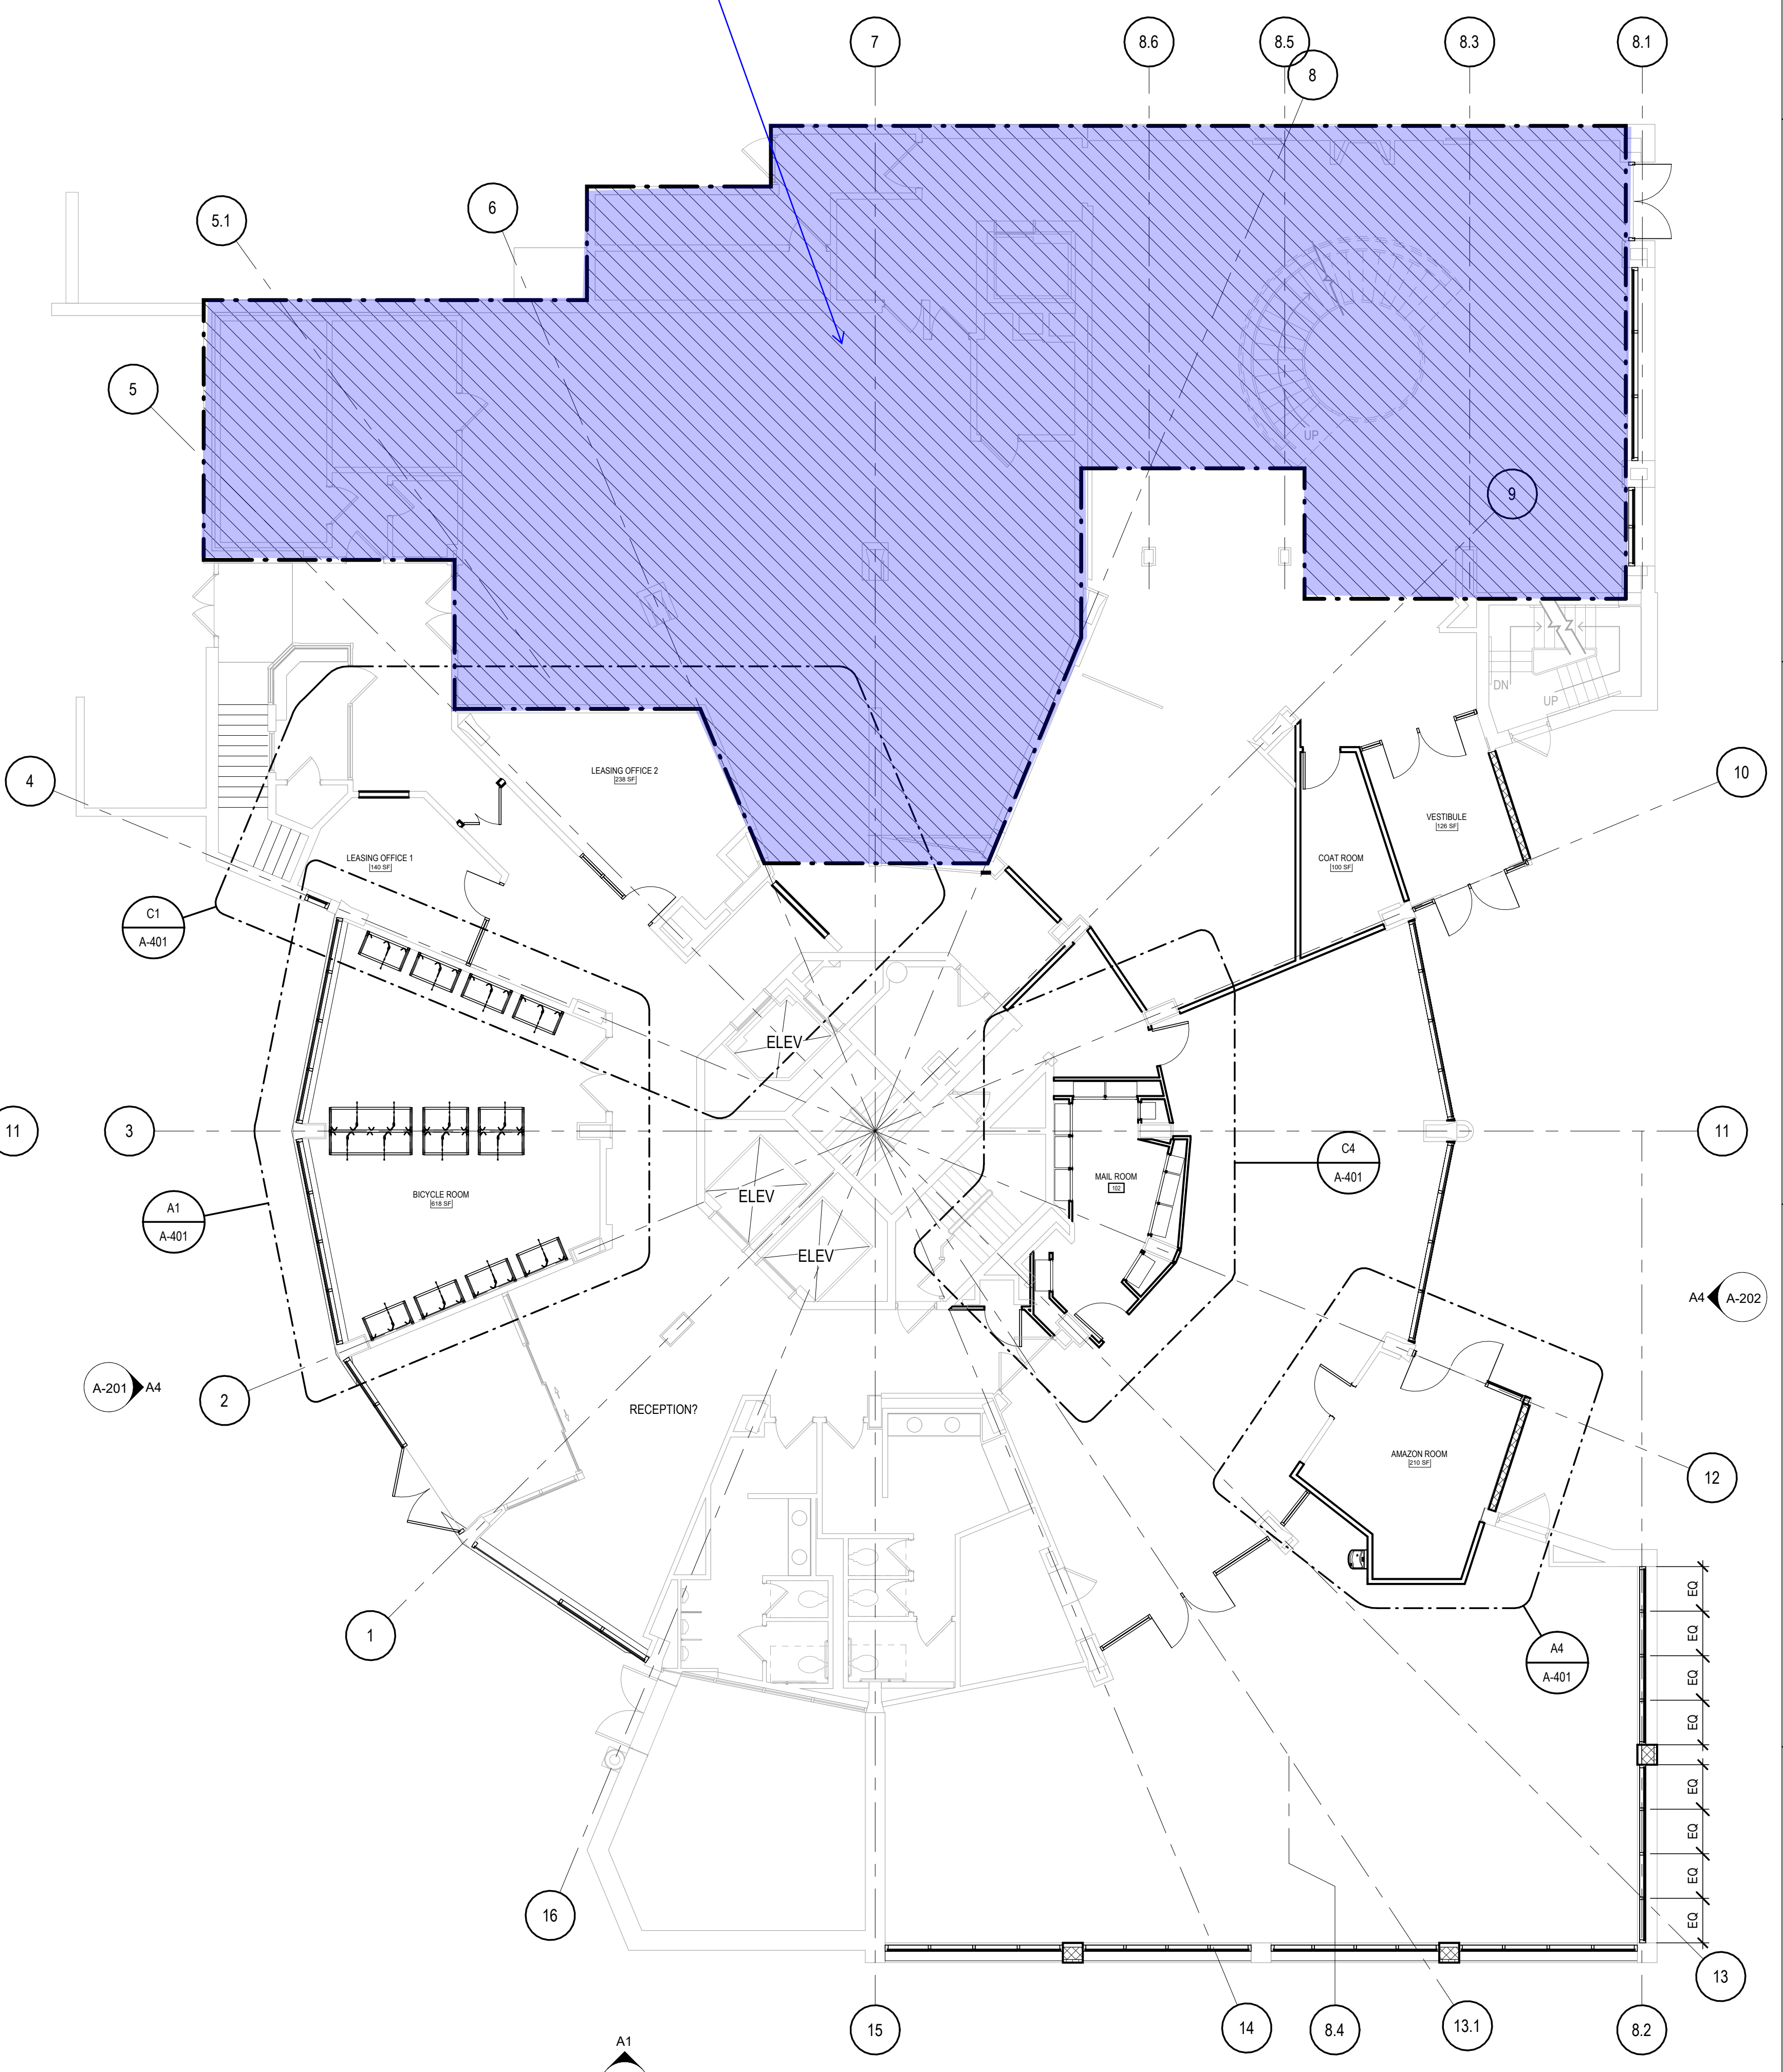 7
8.6
8.5
8.3
8.1
8
6
5.1
5
UP
9
DN
UP
4
10
LEASING OFFICE 2
238 SF
VESTIBULE
126 SF
LEASING OFFICE 1
140 SF
COAT ROOM
100 SF
C1
A-401
ELEV
11
3
11
C4
A-401
MAIL ROOM
102
BICYCLE ROOM
618 SF
ELEV
A1
A-401
ELEV
A4
A-202
A-201
A4
2
RECEPTION?
AMAZON ROOM
210 SF
12
1
A4
A-401
EQ
EQ
EQ
EQ
EQ
EQ
EQ
EQ
16
13
15
14
8.4
13.1
8.2
A1